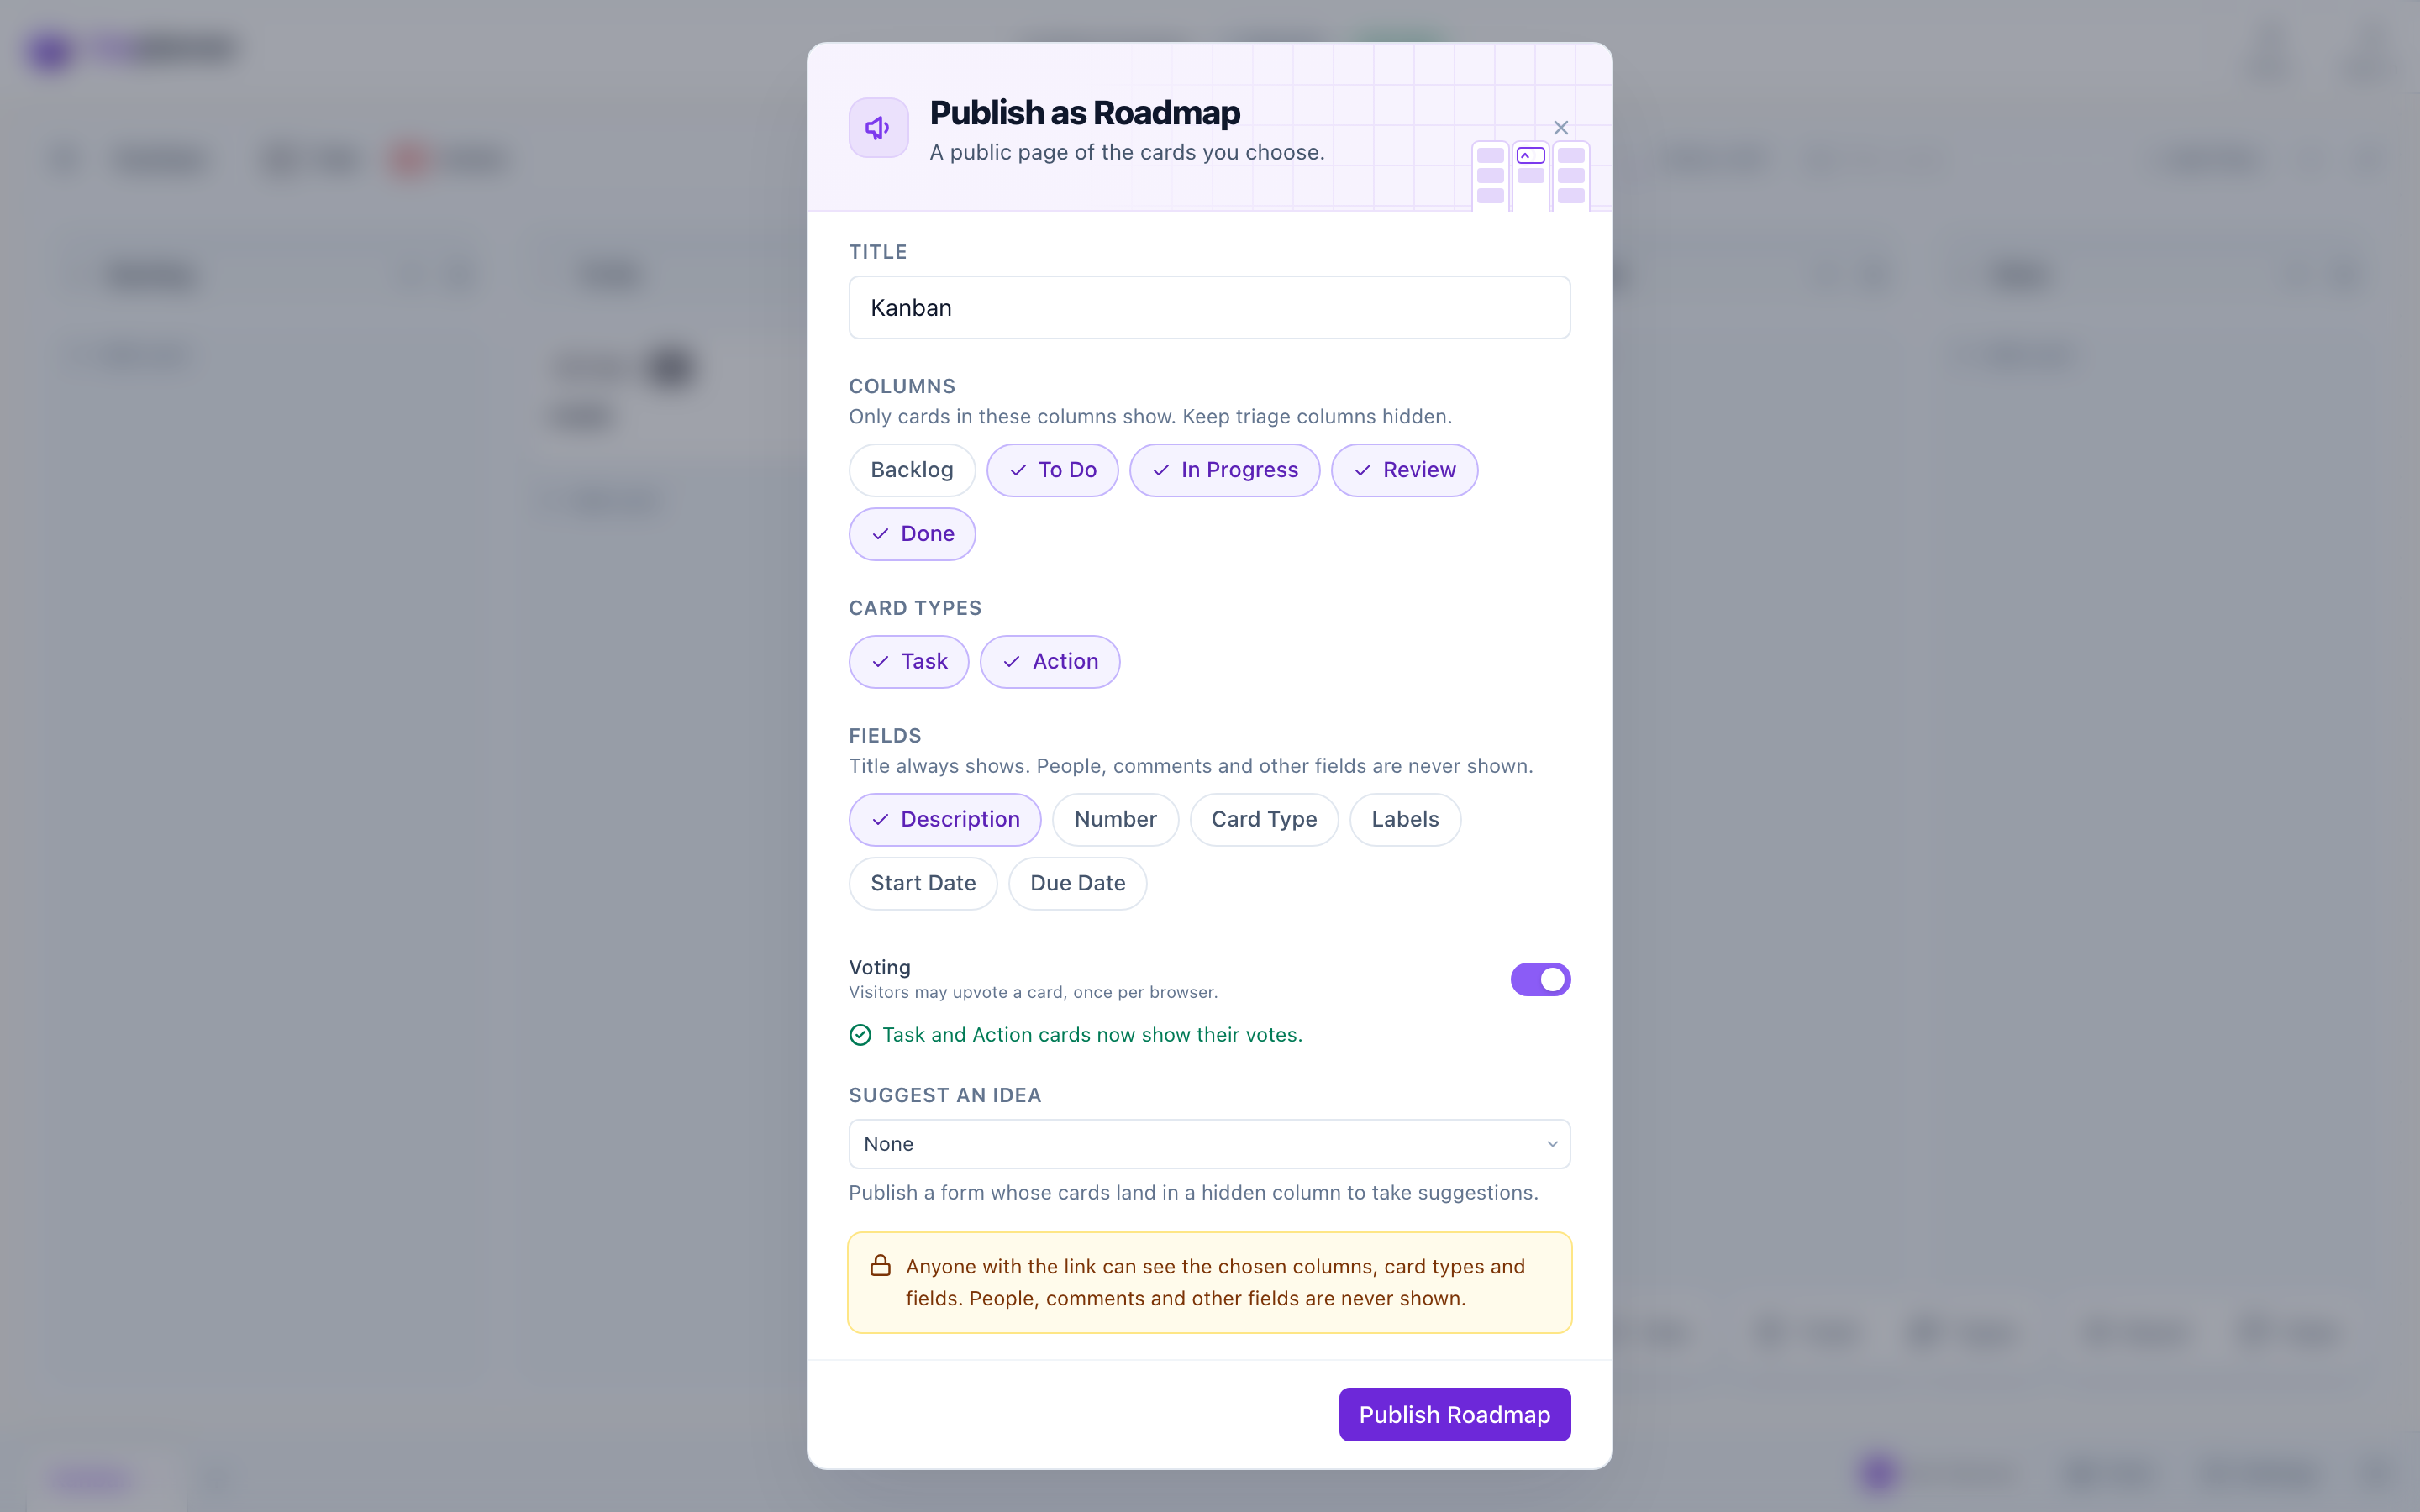 Publish as Roadmap
A public page of the cards you choose.
TITLE
Kanban
COLUMNS
Only cards in these columns show. Keep triage columns hidden.
Backlog
To Do
In Progress
Review
Done
CARD TYPES
Task
Action
FIELDS
Title always shows. People, comments and other fields are never shown.
Description
Number
Card Type
Labels
Start Date
Due Date
Voting
Visitors may upvote a card, once per browser.
Task and Action cards now show their votes.
SUGGEST AN IDEA
None
Publish a form whose cards land in a hidden column to take suggestions.
Anyone with the link can see the chosen columns, card types and
fields. People, comments and other fields are never shown.
Publish Roadmap